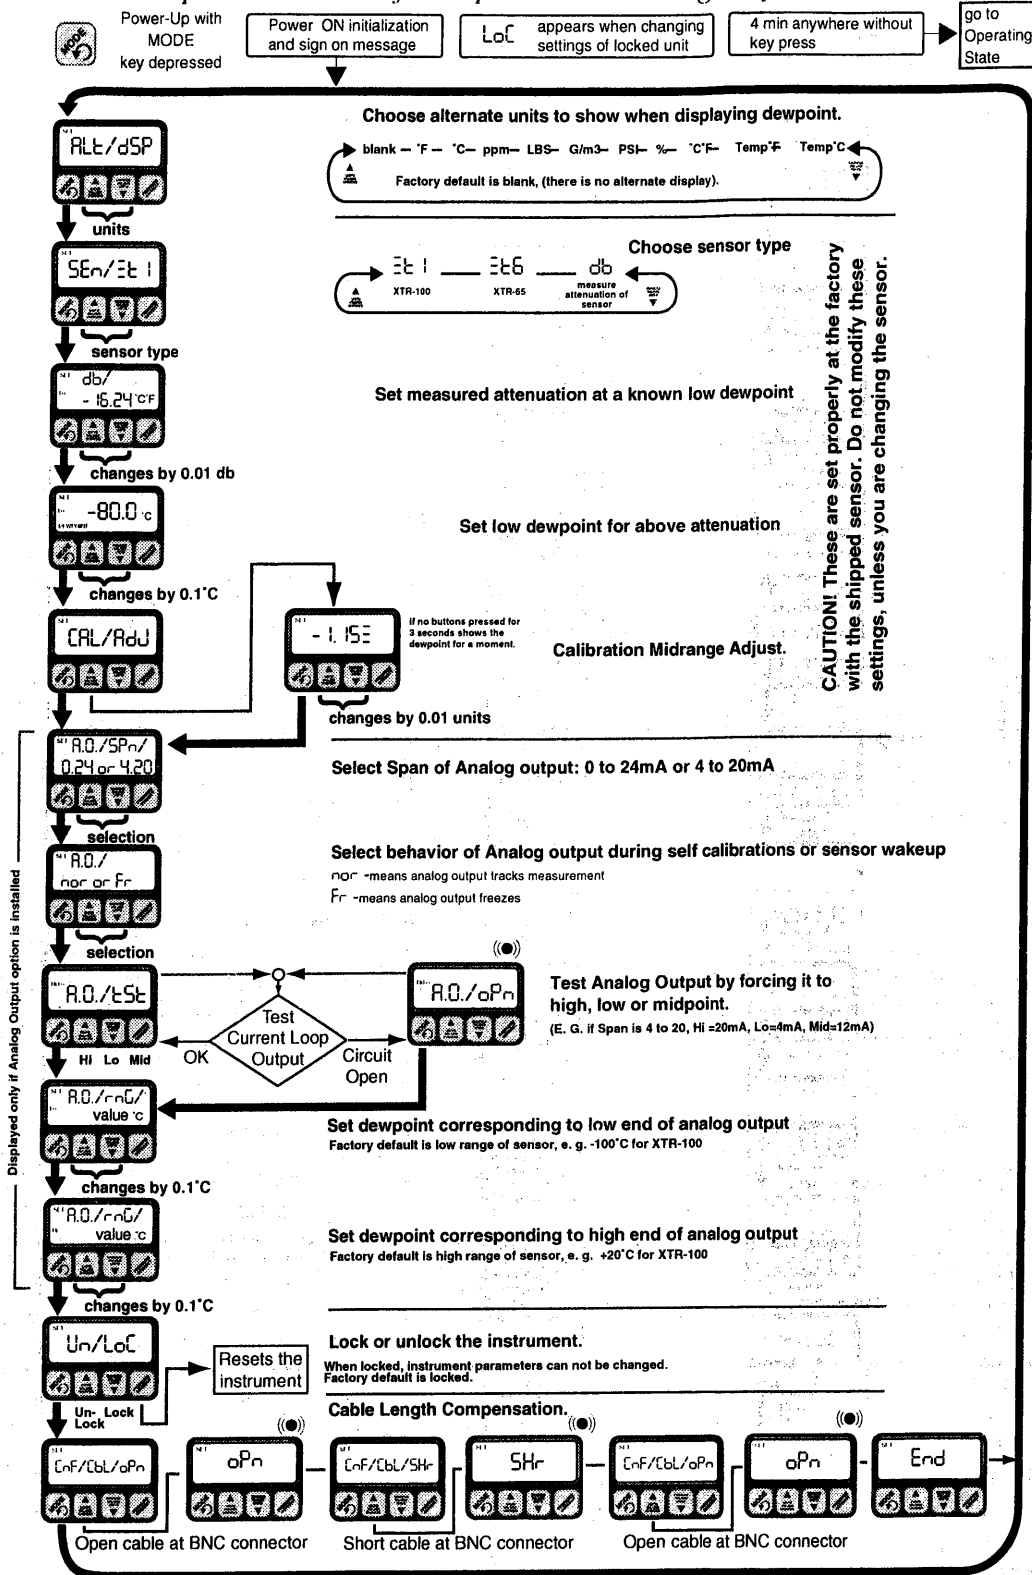 MODE
Power-Up with
MODE
key depressed
Power ON initialization
and sign on message
LoC appears when changing
settings of locked unit
4 min anywhere without
key press
go to
Operating
State
Choose alternate units to show when displaying dewpoint.
ALt/dSP
blank — °F — °C— ppm— LBS— G/m3— PSI— %— °C°F— Temp°F Temp°C
Factory default is blank, (there is no alternate display).
units
Choose sensor type
SEn/Ξt1
Ξt1 Ξt6 db
XTR-100 XTR-65 measure
attenuation of
sensor
sensor type
db/
-16.24 °C°F
Set measured attenuation at a known low dewpoint
changes by 0.01 db
-80.0 °C
Set low dewpoint for above attenuation
changes by 0.1°C
CAUTION! These are set properly at the factory
with the shipped sensor. Do not modify these
settings, unless you are changing the sensor.
CAL/AdJ
-1.15Ξ
if no buttons pressed for
3 seconds shows the
dewpoint for a moment.
Calibration Midrange Adjust.
changes by 0.01 units
Displayed only if Analog Output option is installed
A.O./SPn/
0.24 or 4.20
Select Span of Analog output: 0 to 24mA or 4 to 20mA
selection
A.O./
nor or Fr
Select behavior of Analog output during self calibrations or sensor wakeup
nor -means analog output tracks measurement
Fr -means analog output freezes
selection
A.O./tSt
Test
Current Loop
Output
OK
Circuit
Open
A.O./oPn
Test Analog Output by forcing it to
high, low or midpoint.
(E. G. if Span is 4 to 20, Hi =20mA, Lo=4mA, Mid=12mA)
Hi Lo Mid
A.O./rnG/
value °C
Set dewpoint corresponding to low end of analog output
Factory default is low range of sensor, e. g. -100°C for XTR-100
changes by 0.1°C
A.O./rnG/
value °C
Set dewpoint corresponding to high end of analog output
Factory default is high range of sensor, e. g. +20°C for XTR-100
changes by 0.1°C
Un/LoC
Un- Lock
Lock
Resets the
instrument
Lock or unlock the instrument.
When locked, instrument parameters can not be changed.
Factory default is locked.
Cable Length Compensation.
CnF/CbL/oPn
oPn
CnF/CbL/SHr
SHr
CnF/CbL/oPn
oPn
End
Open cable at BNC connector
Short cable at BNC connector
Open cable at BNC connector